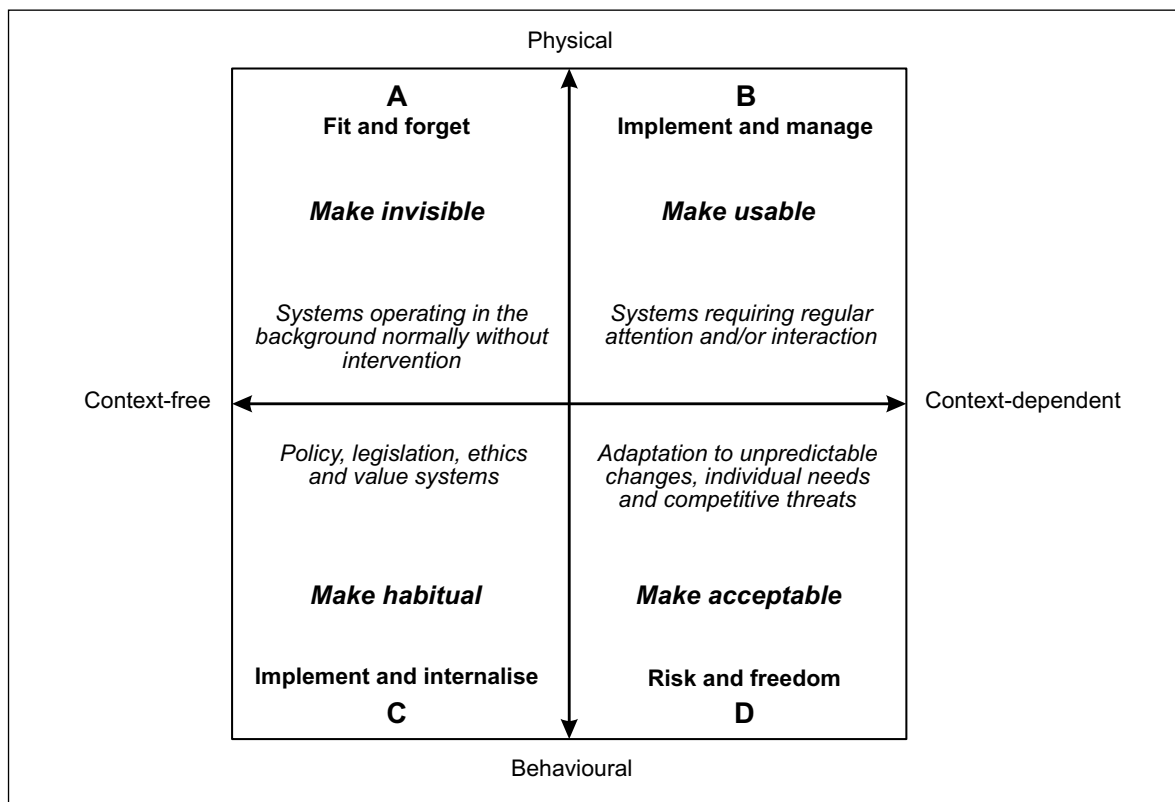 Physical
A
Fit and forget
Make invisible
Systems operating in the
background normally without
intervention
B
Implement and manage
Make usable
Systems requiring regular
attention and/or interaction
Context-free
Context-dependent
Policy, legislation, ethics
and value systems
Make habitual
Implement and internalise
C
Adaptation to unpredictable
changes, individual needs
and competitive threats
Make acceptable
Risk and freedom
D
Behavioural